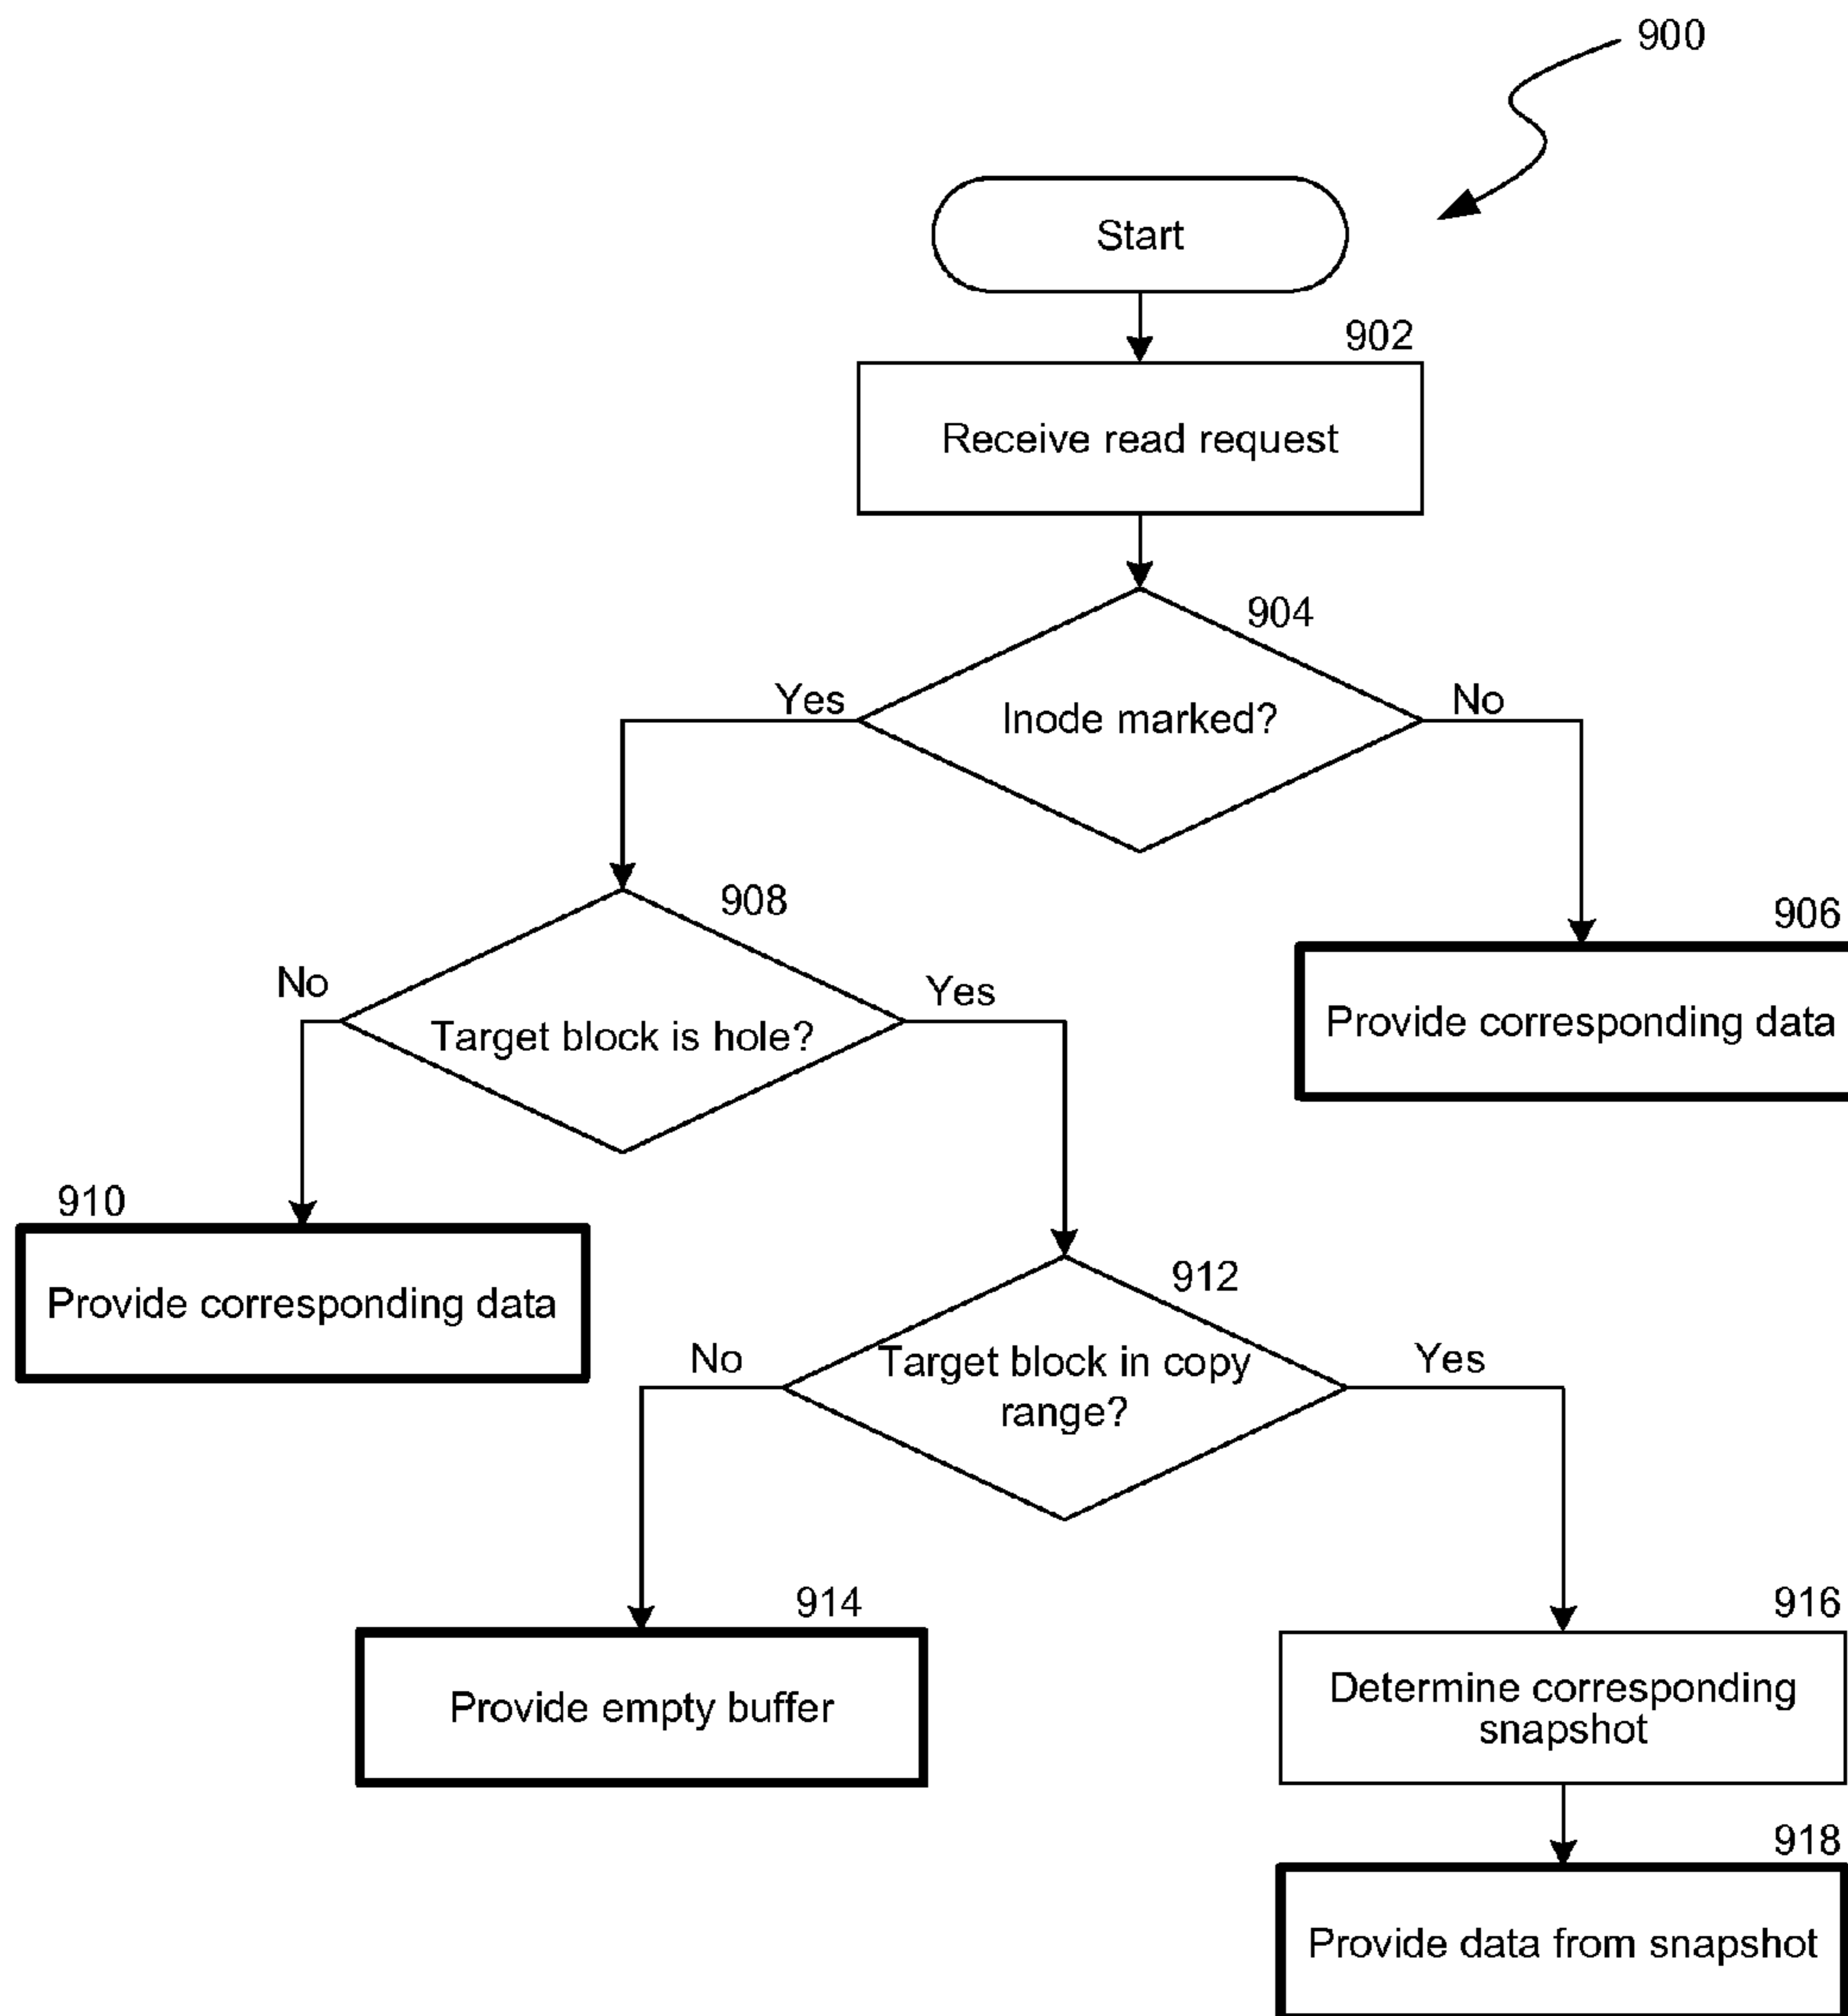 900
Start
902
Receive read request
904
Yes
Inode marked?
No
908
906
No
Yes
Target block is hole?
Provide corresponding data
910
Provide corresponding data
912
No
Target block in copy
range?
Yes
914
Provide empty buffer
916
Determine corresponding
snapshot
918
Provide data from snapshot